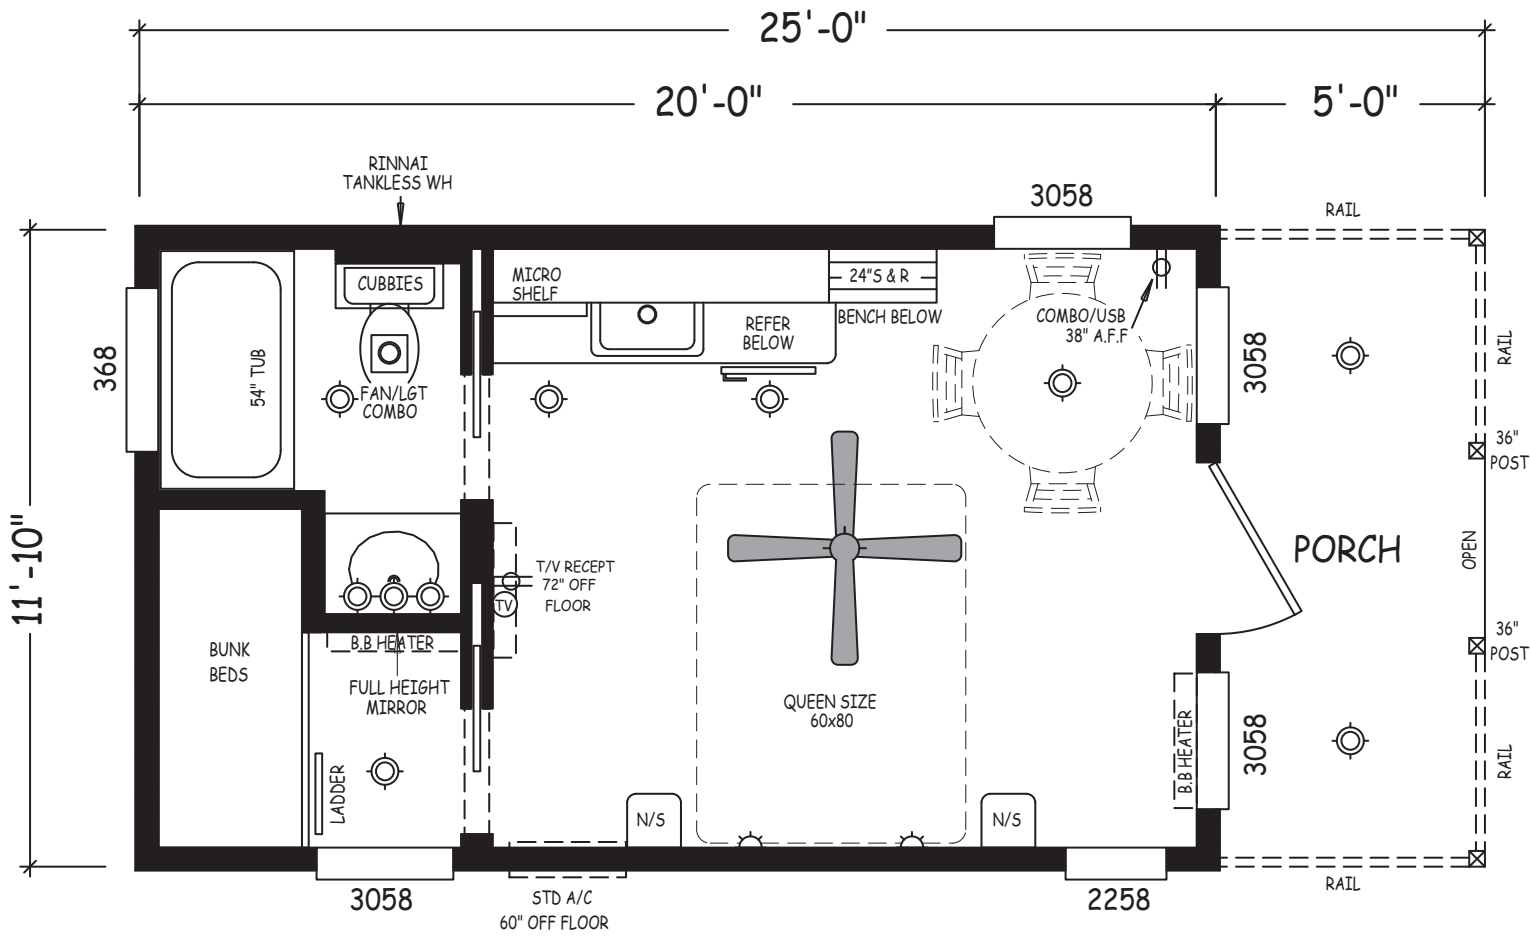 25'-0"
20'-0"
5'-0"
RINNAI
TANKLESS WH
3058
RAIL
CUBBIES
MICRO
SHELF
24"S & R
BENCH BELOW
COMBO/USB
38" A.F.F
REFER
BELOW
368
54" TUB
FAN/LGT
COMBO
3058
RAIL
36"
POST
11'-10"
T/V RECEPT
72" OFF
FLOOR
TV
PORCH
OPEN
B.B HEATER
BUNK
BEDS
FULL HEIGHT
MIRROR
QUEEN SIZE
60x80
36"
POST
LADDER
N/S
N/S
B.B HEATER
3058
RAIL
3058
STD A/C
60" OFF FLOOR
2258
RAIL